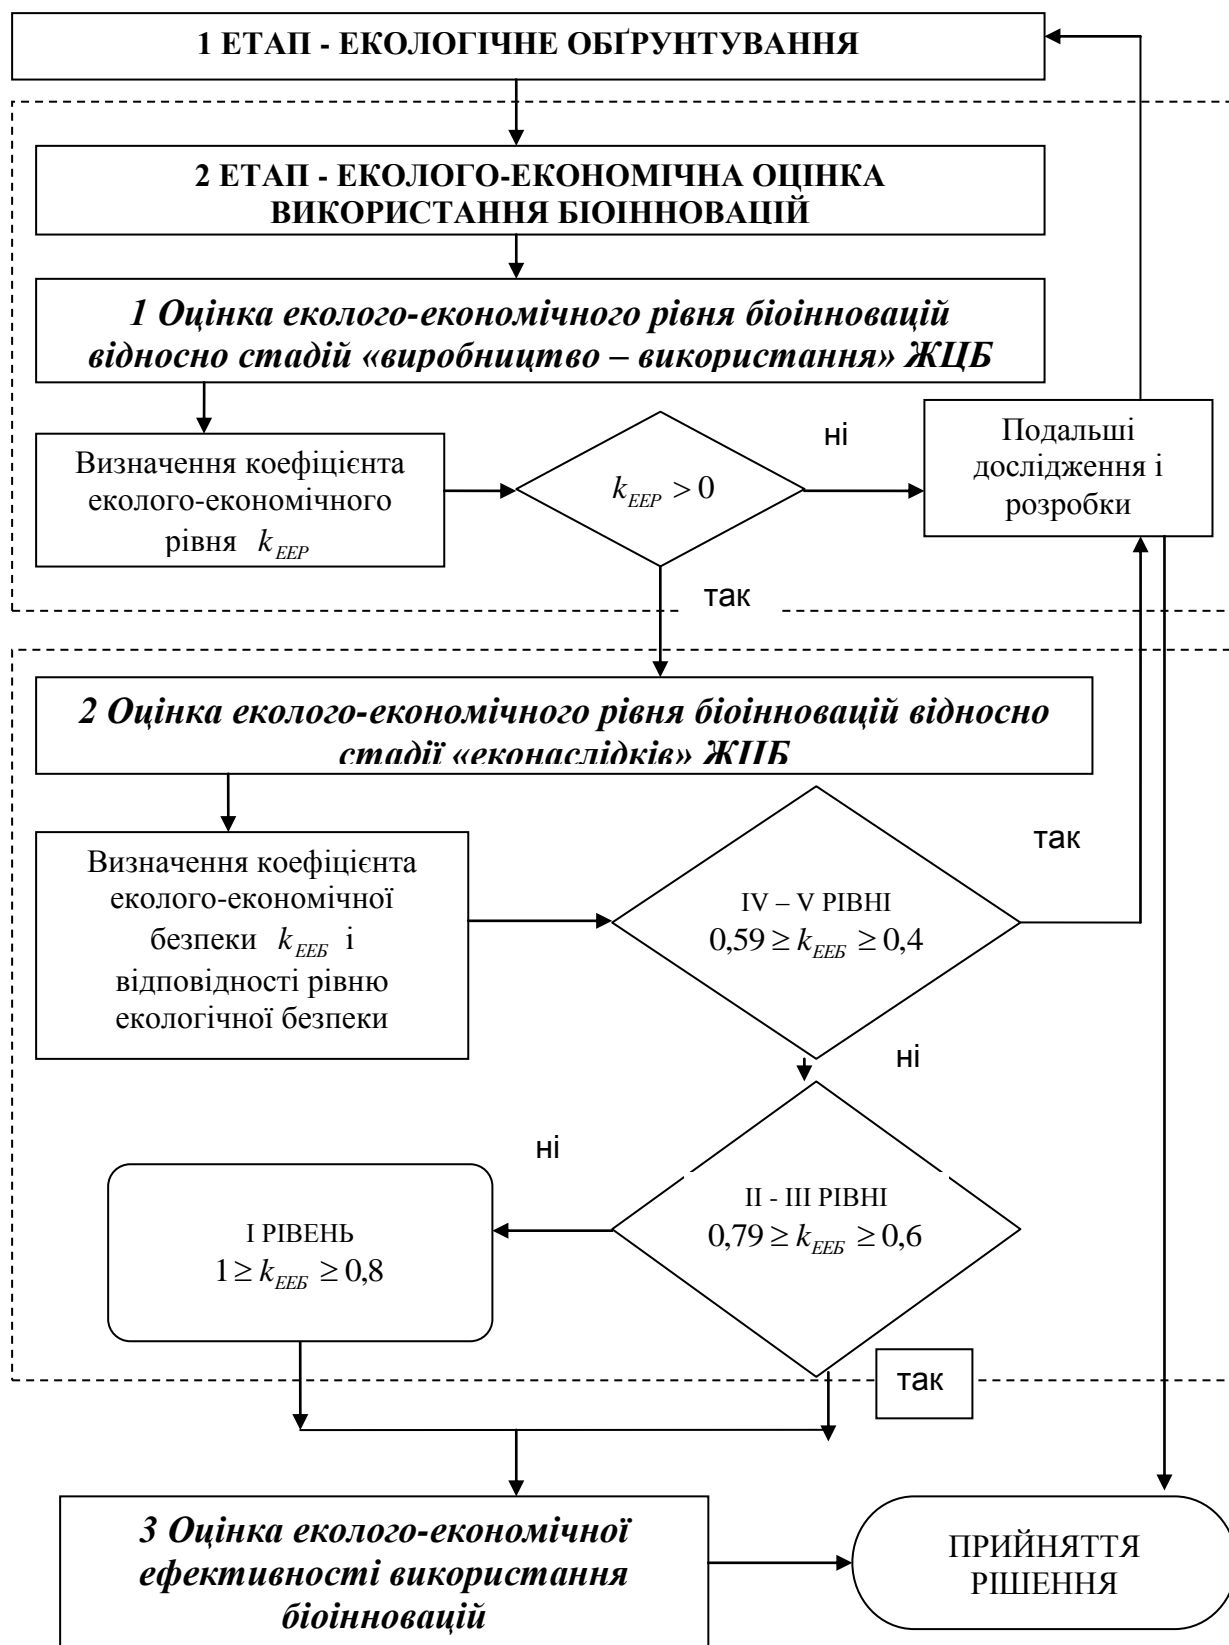 1 ЕТАП - ЕКОЛОГІЧНЕ ОБҐРУНТУВАННЯ
2 ЕТАП - ЕКОЛОГО-ЕКОНОМІЧНА ОЦІНКА
ВИКОРИСТАННЯ БІОІННОВАЦІЙ
1 Оцінка еколого-економічного рівня біоінновацій
відносно стадій «виробництво – використання» ЖЦБ
Визначення коефіцієнта
еколого-економічного
рівня k_ЕЕР
k_ЕЕР > 0
ні
Подальші
дослідження і
розробки
так
2 Оцінка еколого-економічного рівня біоінновацій відносно
стадії «еконаслідків» ЖЦБ
Визначення коефіцієнта
еколого-економічної
безпеки k_ЕЕБ і
відповідності рівню
екологічної безпеки
IV – V РІВНІ
0,59 ≥ k_ЕЕБ ≥ 0,4
так
ні
II - III РІВНІ
0,79 ≥ k_ЕЕБ ≥ 0,6
ні
I РІВЕНЬ
1 ≥ k_ЕЕБ ≥ 0,8
так
3 Оцінка еколого-економічної
ефективності використання
біоінновацій
ПРИЙНЯТТЯ
РІШЕННЯ